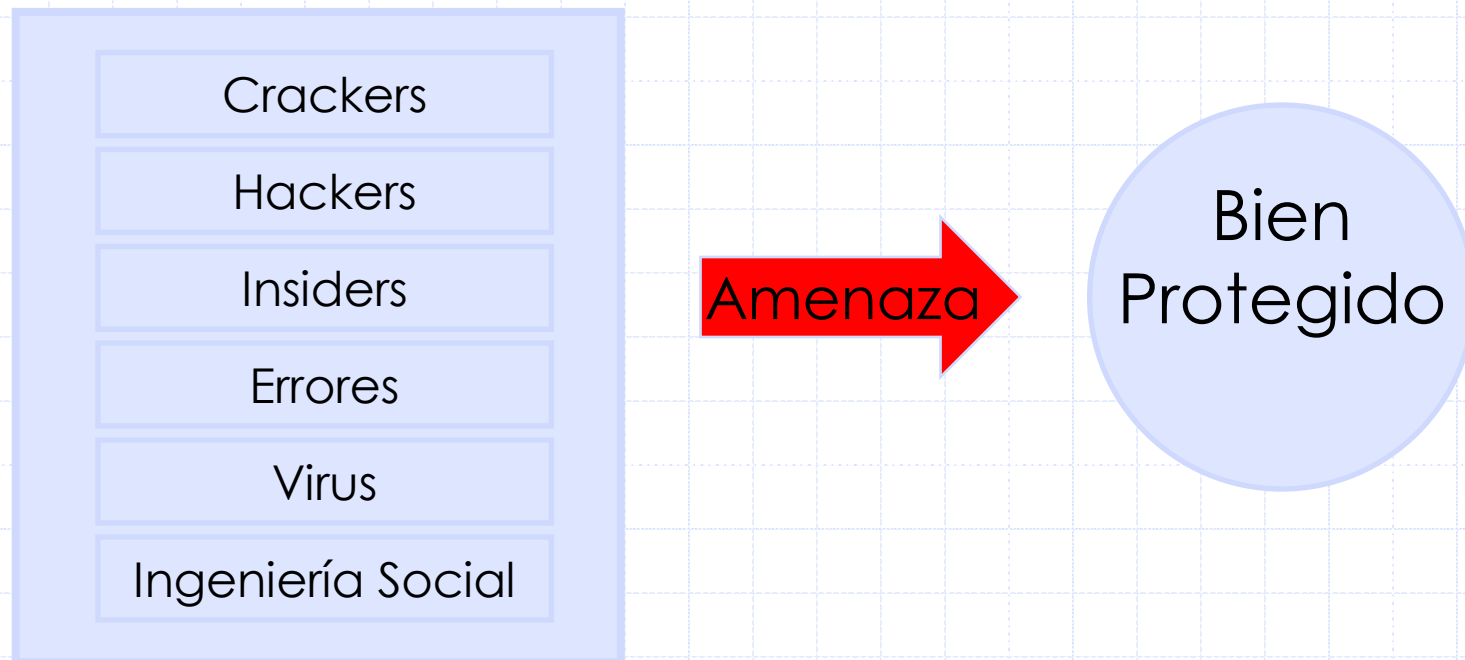 Crackers
Hackers
Insiders
Errores
Virus
Ingeniería Social
Amenaza
Bien
Protegido